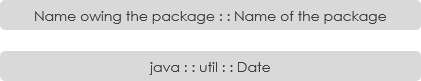 Name owing the package : : Name of the package
java : : util : : Date